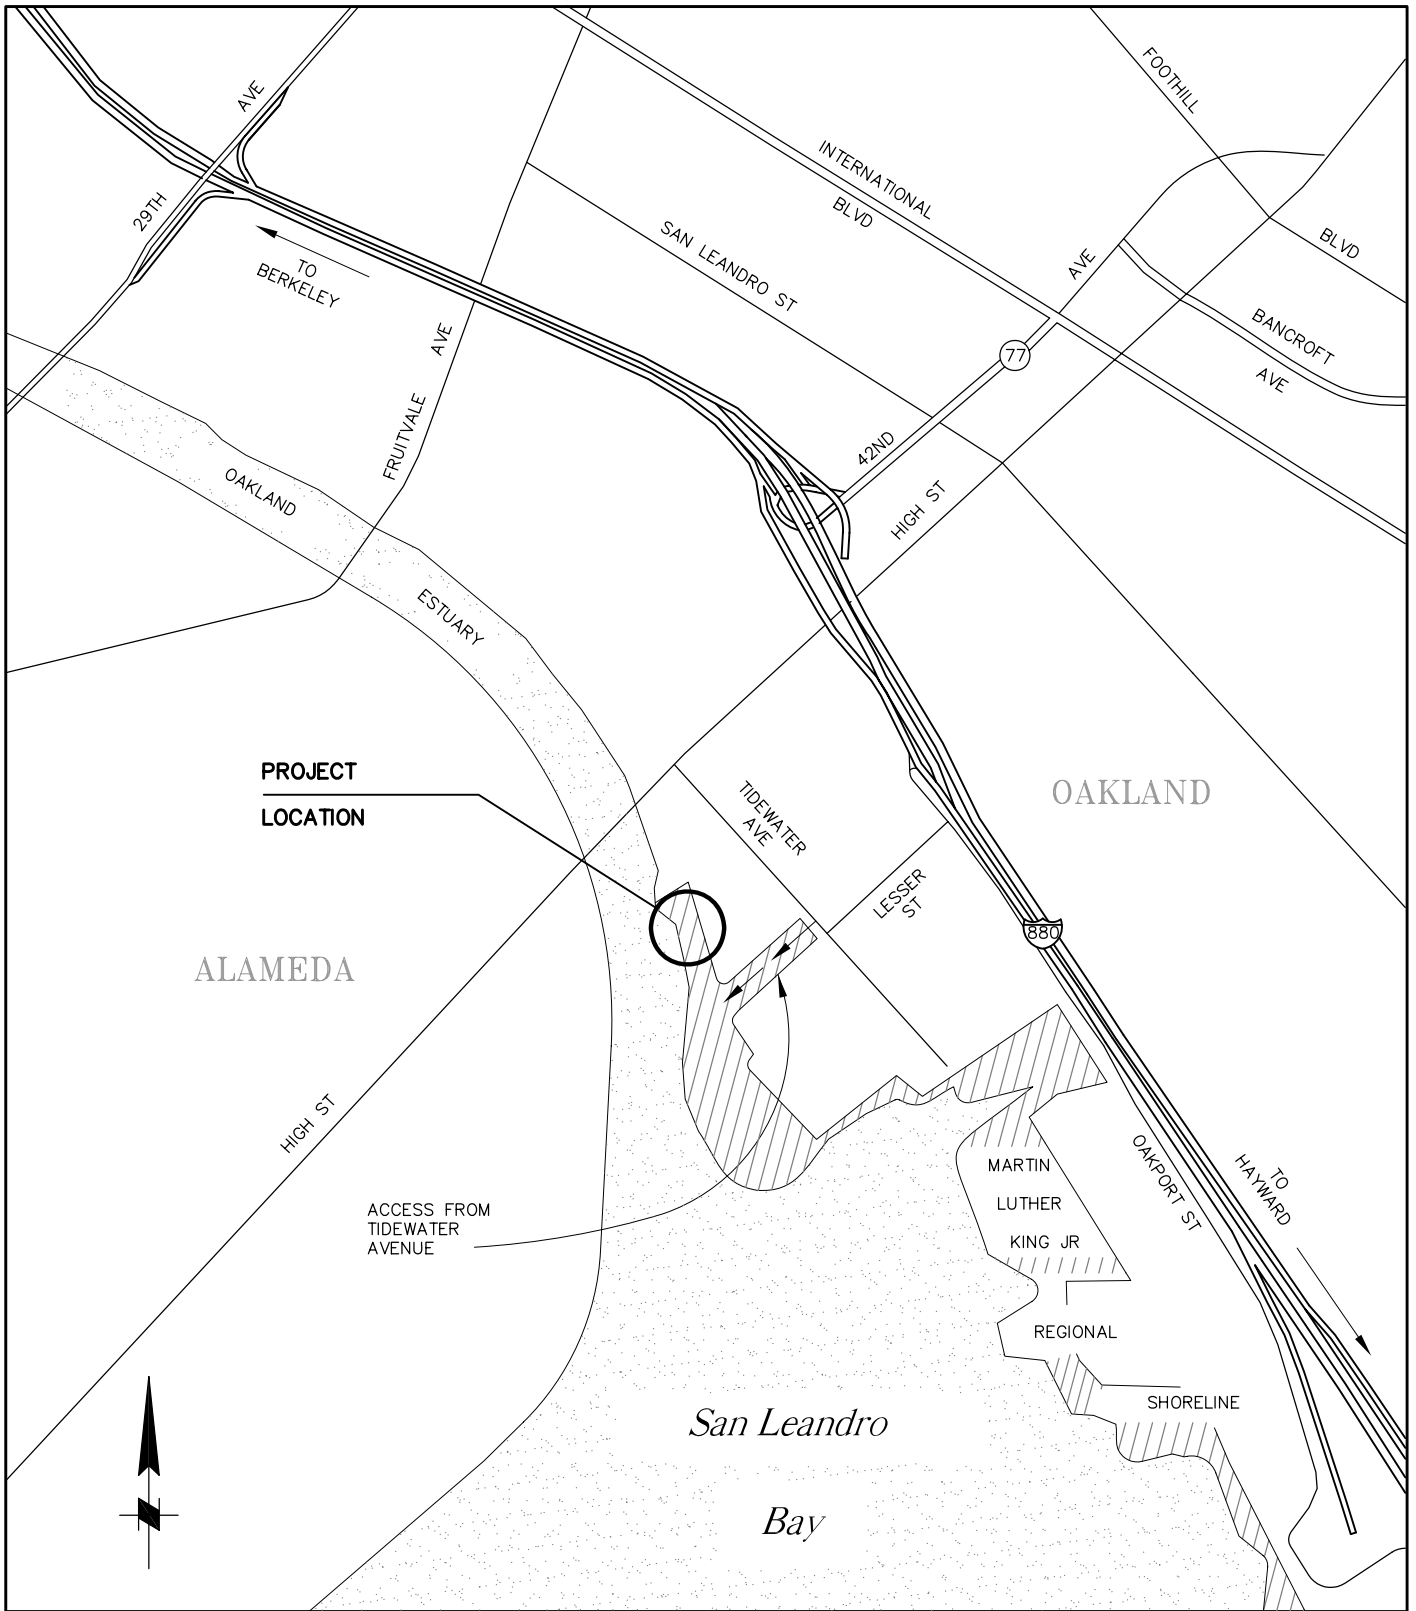 FOOTHILL
AVE
INTERNATIONAL
BLVD
29TH
SAN LEANDRO ST
BLVD
AVE
TO
BERKELEY
BANCROFT
AVE
AVE
77
FRUITVALE
42ND
OAKLAND
HIGH ST
ESTUARY
PROJECT
LOCATION
TIDEWATER
AVE
OAKLAND
LESSER
ST
880
ALAMEDA
HIGH ST
OAKPORT ST
TO
HAYWARD
MARTIN
LUTHER
KING JR
ACCESS FROM
TIDEWATER
AVENUE
REGIONAL
SHORELINE
San Leandro
Bay